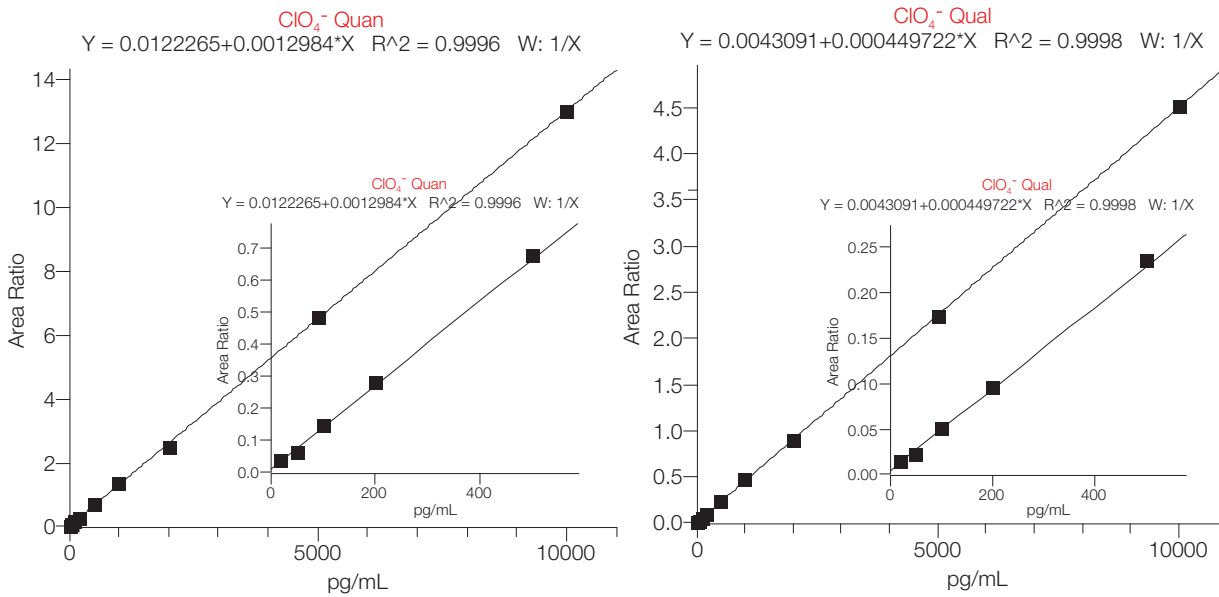 ClO₄⁻ Quan
Y = 0.0122265+0.0012984*X R^2 = 0.9996 W: 1/X
14
12
10
8
6
4
2
0
Area Ratio
0
5000
10000
pg/mL
ClO₄⁻ Quan
Y = 0.0122265+0.0012984*X R^2 = 0.9996 W: 1/X
0.7
0.6
0.5
0.4
0.3
0.2
0.1
0.0
Area Ratio
0
200
400
pg/mL
ClO₄⁻ Qual
Y = 0.0043091+0.000449722*X R^2 = 0.9998 W: 1/X
4.5
4.0
3.5
3.0
2.5
2.0
1.5
1.0
0.5
0.0
Area Ratio
0
5000
10000
pg/mL
ClO₄⁻ Qual
Y = 0.0043091+0.000449722*X R^2 = 0.9998 W: 1/X
0.25
0.20
0.15
0.10
0.05
0.00
Area Ratio
0
200
400
pg/mL